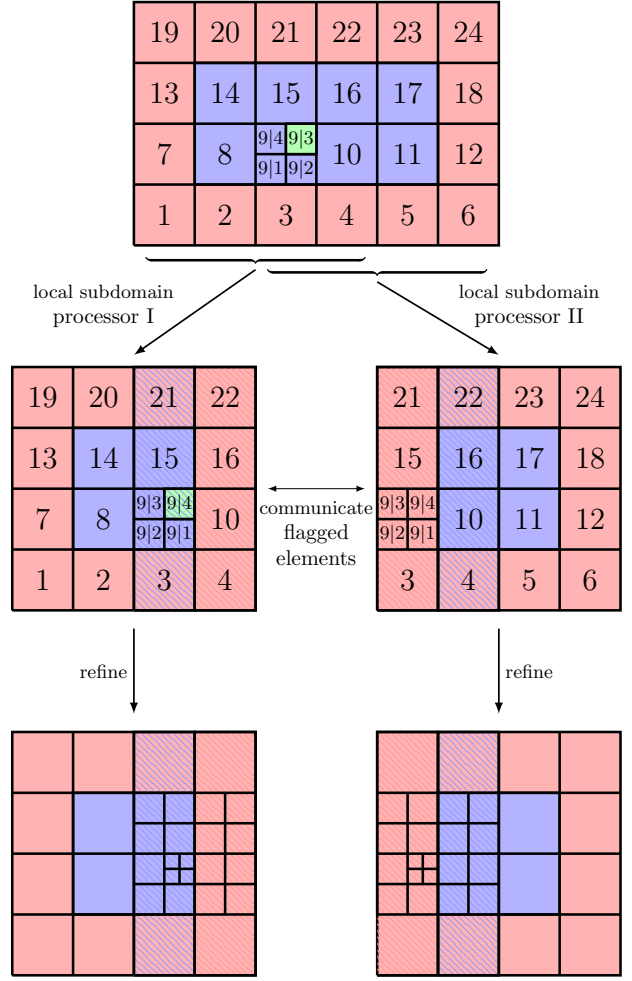 19 20 21 22 23 24
13 14 15 16 17 18
7 8 9|4 9|3 10 11 12
9|1 9|2
1 2 3 4 5 6
local subdomain
processor I
local subdomain
processor II
19 20 21 22
13 14 15 16
7 8 9|3 9|4 10
9|2 9|1
1 2 3 4
communicate
flagged
elements
21 22 23 24
15 16 17 18
9|3 9|4 10 11 12
9|2 9|1
3 4 5 6
refine
refine